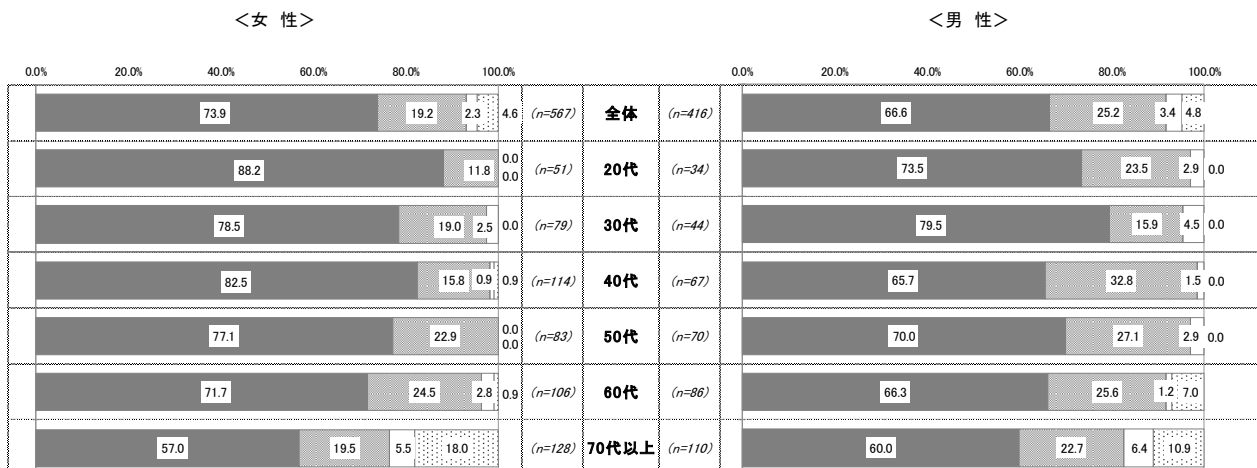 ＜女 性＞ ＜男 性＞
0.0% 20.0% 40.0% 60.0% 80.0% 100.0% 0.0% 20.0% 40.0% 60.0% 80.0% 100.0%
73.9 19.2 2.3 4.6 (n=567) 全体 (n=416) 66.6 25.2 3.4 4.8
88.2 11.8 0.0 0.0 (n=51) 20代 (n=34) 73.5 23.5 2.9 0.0
78.5 19.0 2.5 0.0 (n=79) 30代 (n=44) 79.5 15.9 4.5 0.0
82.5 15.8 0.9 0.9 (n=114) 40代 (n=67) 65.7 32.8 1.5 0.0
77.1 22.9 0.0 0.0 (n=83) 50代 (n=70) 70.0 27.1 2.9 0.0
71.7 24.5 2.8 0.9 (n=106) 60代 (n=86) 66.3 25.6 1.2 7.0
57.0 19.5 5.5 18.0 (n=128) 70代以上 (n=110) 60.0 22.7 6.4 10.9